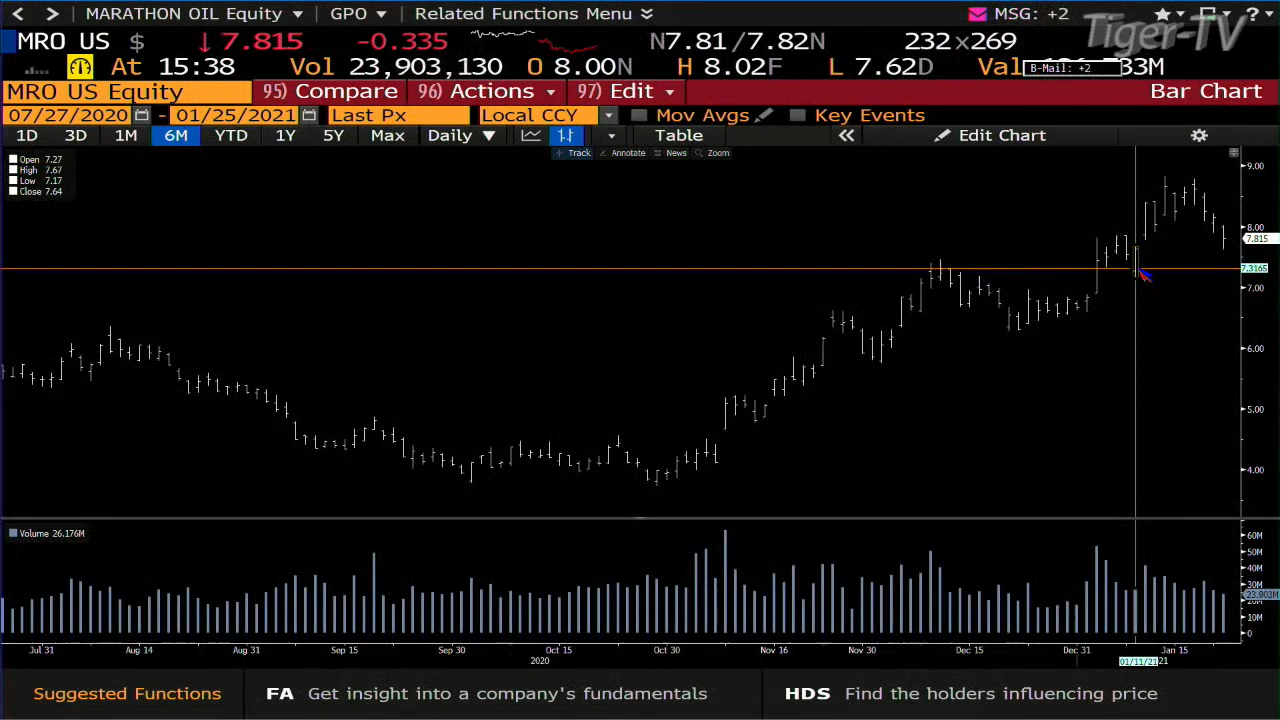 MARATHON OIL Equity GPO Related Functions Menu MSG: +2 ?
Tiger-TV
MRO US $ ↓ 7.815 -0.335 N7.81/7.82N 232x269
At 15:38 Vol 23,903,130 O 8.00N H 8.02F L 7.62D Val 33M
B-Mail: +2
MRO US Equity 95) Compare 96) Actions 97) Edit Bar Chart
07/27/2020 - 01/25/2021 Last Px Local CCY Mov Avgs Key Events
1D 3D 1M 6M YTD 1Y 5Y Max Daily ▼ Table « Edit Chart
Track Annotate News Zoom
Open 7.27
High 7.67
Low 7.17
Close 7.64
9.00
8.00
7.815
7.3165
7.00
6.00
5.00
4.00
Volume 26.176M
60M
50M
40M
30M
23.903M
20M
10M
0
Jul 31 Aug 14 Aug 31 Sep 15 Sep 30 Oct 15 Oct 30 Nov 16 Nov 30 Dec 15 Dec 31 Jan 15
2020 01/11/21 21
Suggested Functions FA Get insight into a company's fundamentals HDS Find the holders influencing price